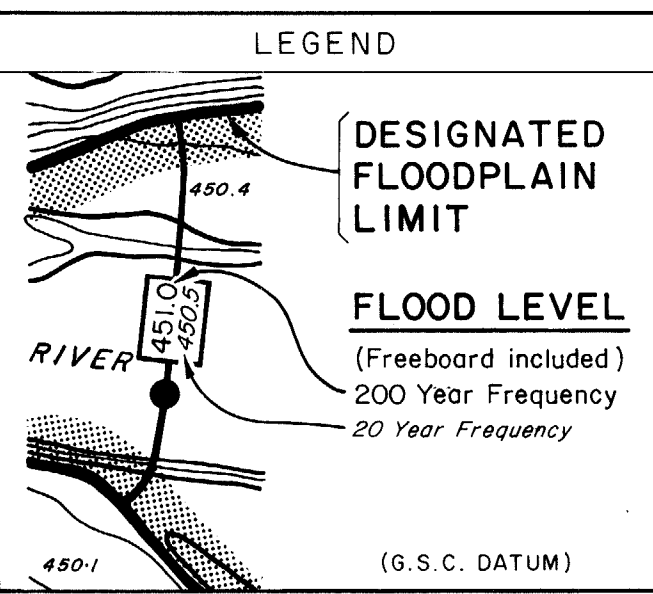 LEGEND
DESIGNATED
FLOODPLAIN
LIMIT
450.4
451.0
450.5
RIVER
FLOOD LEVEL
(Freeboard included)
200 Year Frequency
20 Year Frequency
450.1
(G.S.C. DATUM)